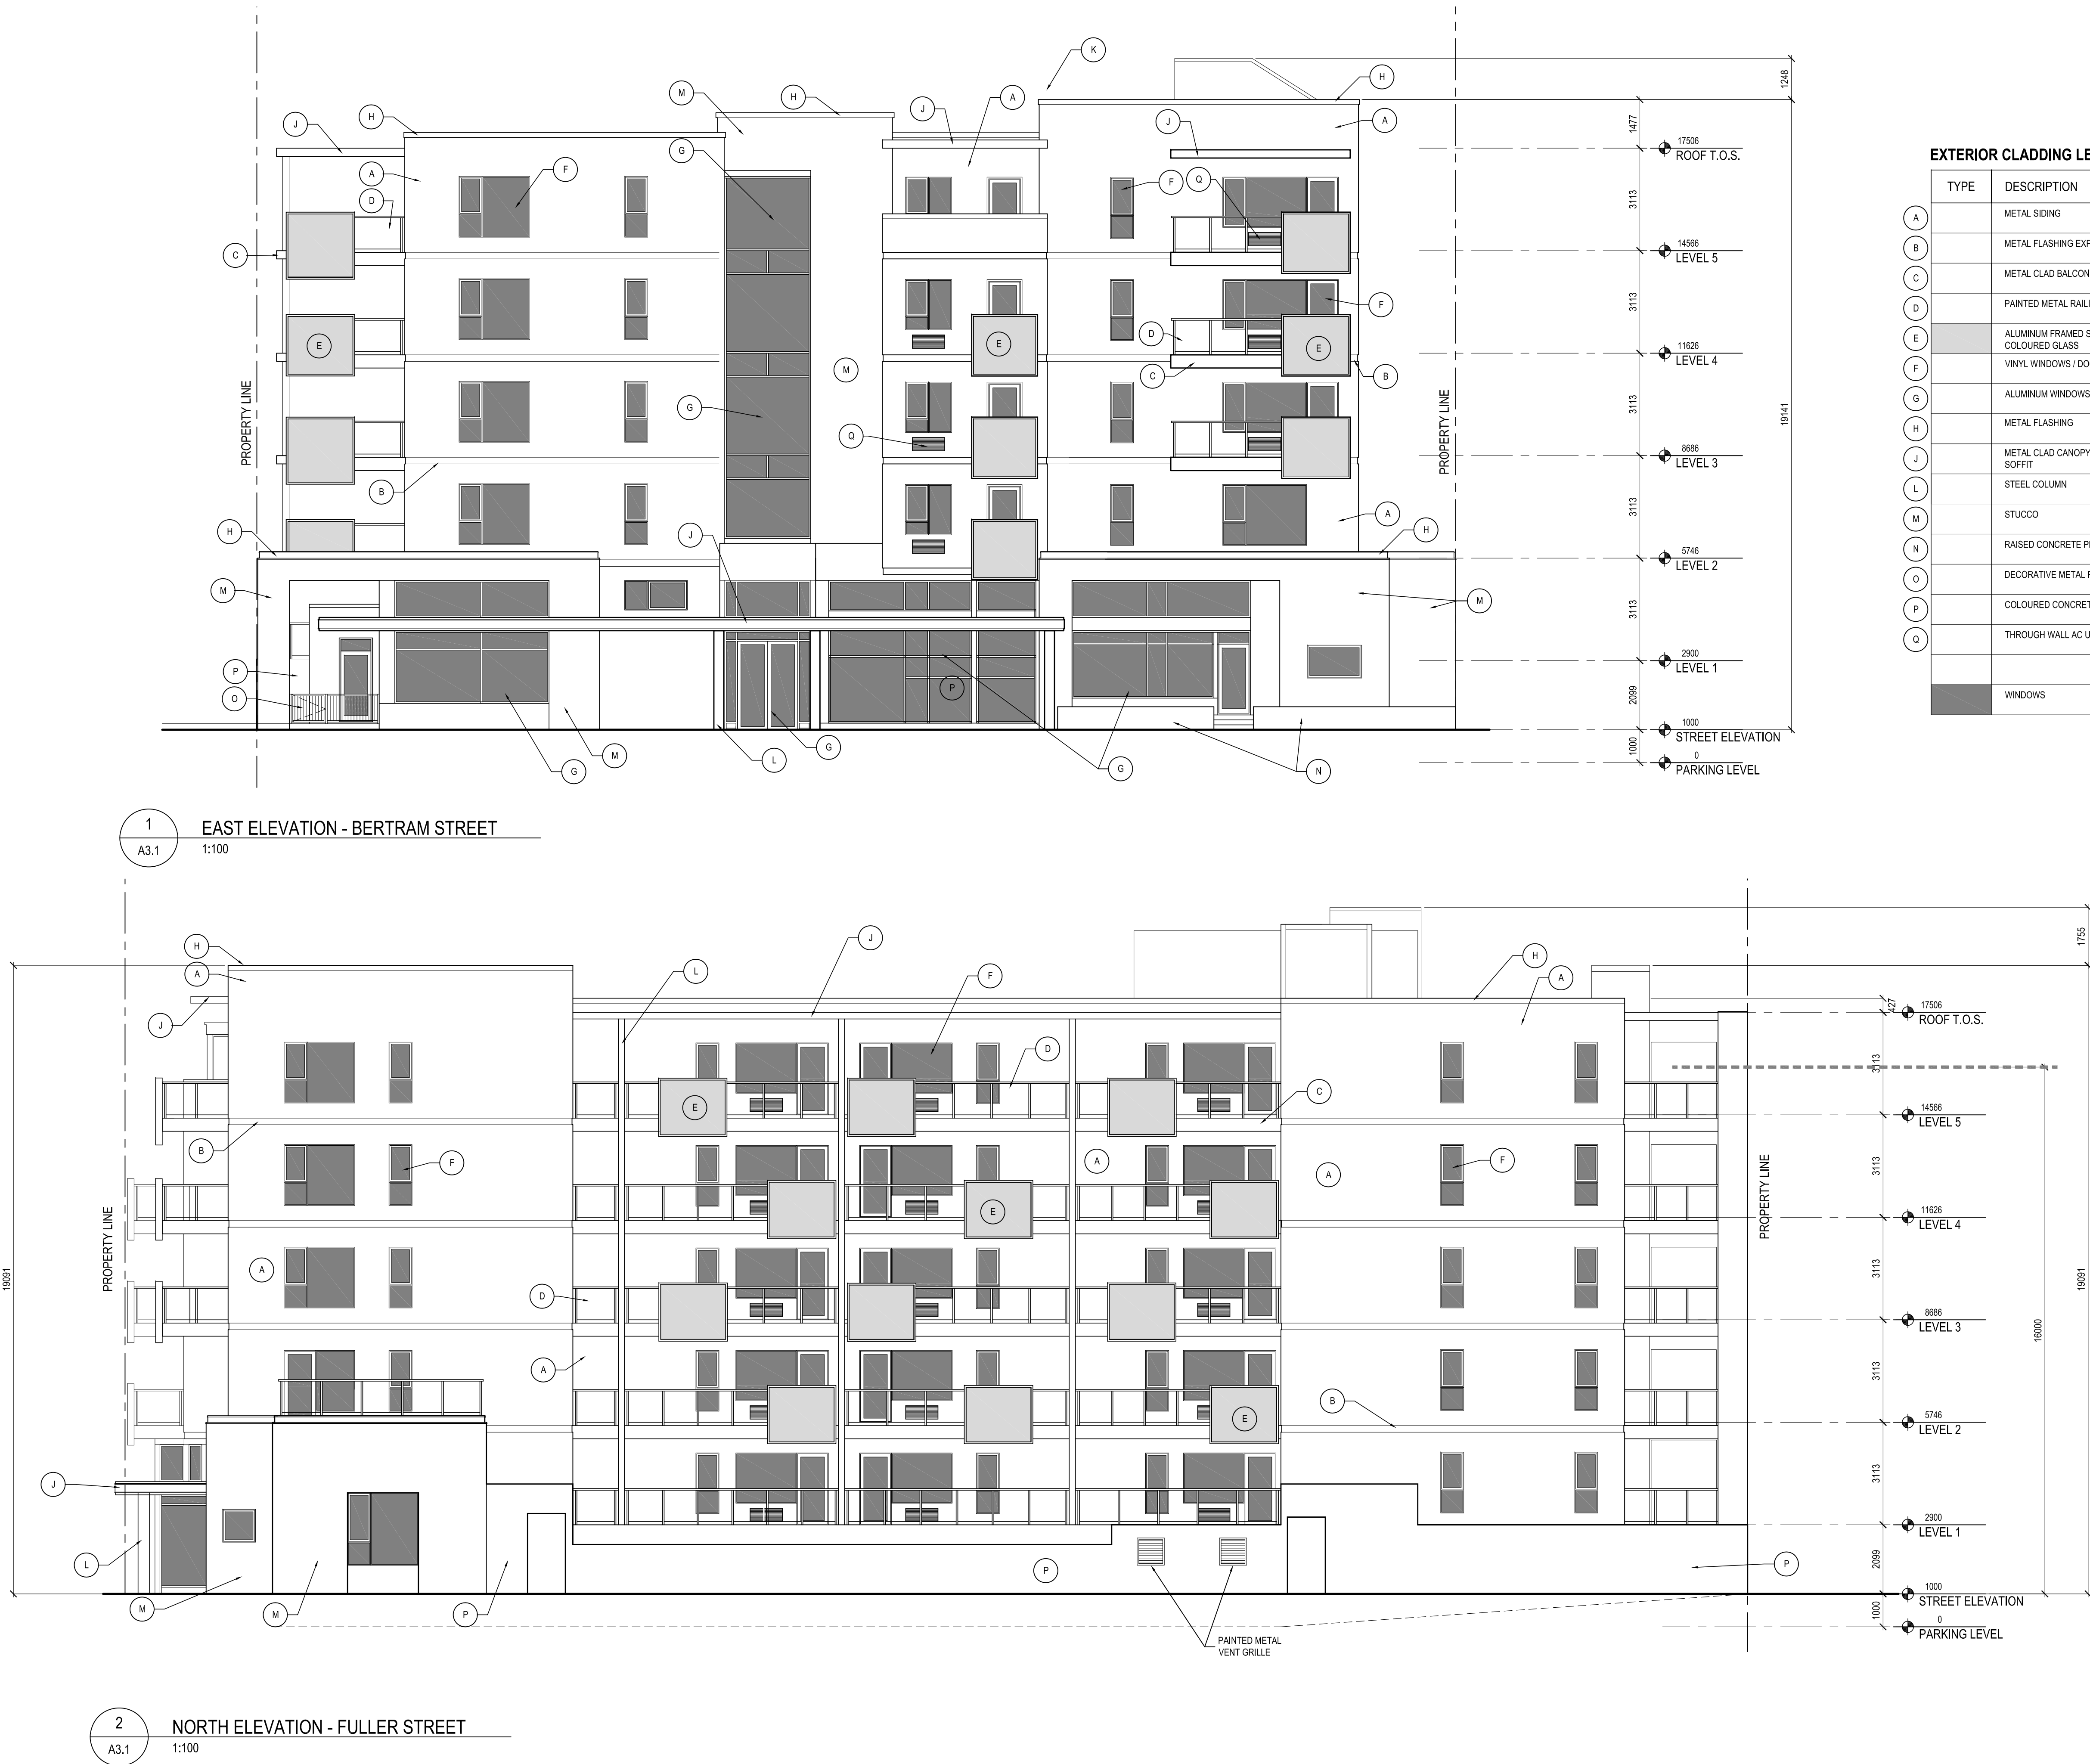 K
H
M
H
J
A
1248
H
J
H
J
A
1477
G
17506
ROOF T.O.S.
A
F
F
Q
D
3113
C
14566
LEVEL 5
3113
F
D
E
E
E
11626
LEVEL 4
M
C
B
PROPERTY LINE
PROPERTY LINE
G
3113
19141
Q
8686
LEVEL 3
B
3113
A
H
J
H
5746
LEVEL 2
M
M
3113
P
2900
LEVEL 1
O
P
2099
1000
STREET ELEVATION
G
M
L
G
G
N
1000
0
PARKING LEVEL
EXTERIOR CLADDING LE
TYPE DESCRIPTION
A METAL SIDING
B METAL FLASHING EXP
C METAL CLAD BALCON
D PAINTED METAL RAILI
E ALUMINUM FRAMED S
COLOURED GLASS
F VINYL WINDOWS / DO
G ALUMINUM WINDOWS
H METAL FLASHING
J METAL CLAD CANOPY
SOFFIT
L STEEL COLUMN
M STUCCO
N RAISED CONCRETE P
O DECORATIVE METAL
P COLOURED CONCRET
Q THROUGH WALL AC U
WINDOWS
1
A3.1
EAST ELEVATION - BERTRAM STREET
1:100
H
J
H
1755
A
L
F
A
J
427
17506
ROOF T.O.S.
D
3113
E
C
14566
LEVEL 5
B
F
A
A
F
3113
E
11626
LEVEL 4
PROPERTY LINE
PROPERTY LINE
19091
A
3113
19091
D
8686
LEVEL 3
16000
A
3113
B
E
5746
LEVEL 2
J
3113
2900
LEVEL 1
L
P
P
2099
M
M
P
1000
STREET ELEVATION
1000
0
PARKING LEVEL
PAINTED METAL
VENT GRILLE
2
A3.1
NORTH ELEVATION - FULLER STREET
1:100